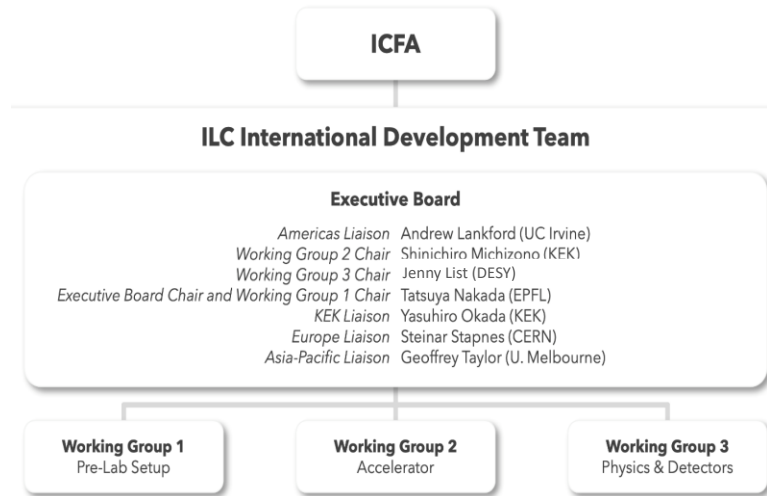 ICFA
ILC International Development Team
Executive Board
Americas Liaison Andrew Lankford (UC Irvine)
Working Group 2 Chair Shinichiro Michizono (KEK)
Working Group 3 Chair Jenny List (DESY)
Executive Board Chair and Working Group 1 Chair Tatsuya Nakada (EPFL)
KEK Liaison Yasuhiro Okada (KEK)
Europe Liaison Steinar Stapnes (CERN)
Asia-Pacific Liaison Geoffrey Taylor (U. Melbourne)
Working Group 1
Pre-Lab Setup
Working Group 2
Accelerator
Working Group 3
Physics & Detectors